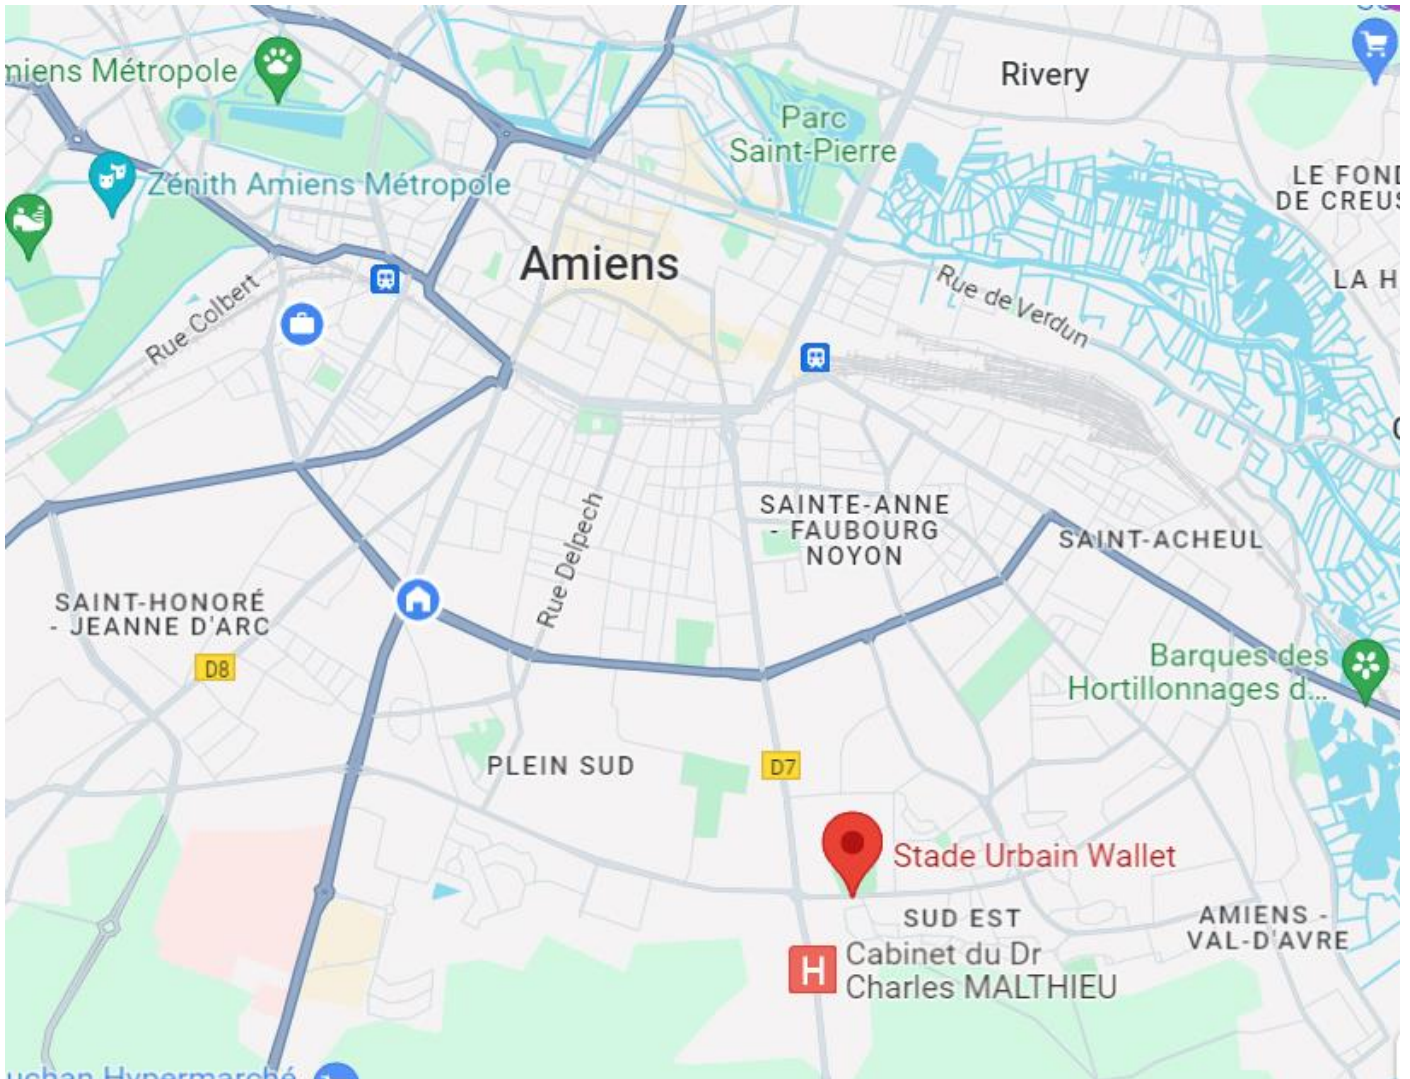 miens Métropole
Rivery
Parc
Saint-Pierre
Zénith Amiens Métropole
LE FOND
DE CREUS
Amiens
LA H
Rue Colbert
Rue de Verdun
SAINTE-ANNE
- FAUBOURG
NOYON
SAINT-ACHEUL
Rue Delpech
SAINT-HONORÉ
- JEANNE D'ARC
D8
Barques des
Hortillonnages d...
PLEIN SUD
D7
Stade Urbain Wallet
SUD EST
AMIENS -
VAL-D'AVRE
H
Cabinet du Dr
Charles MALTHIEU
uchan Hypermarché